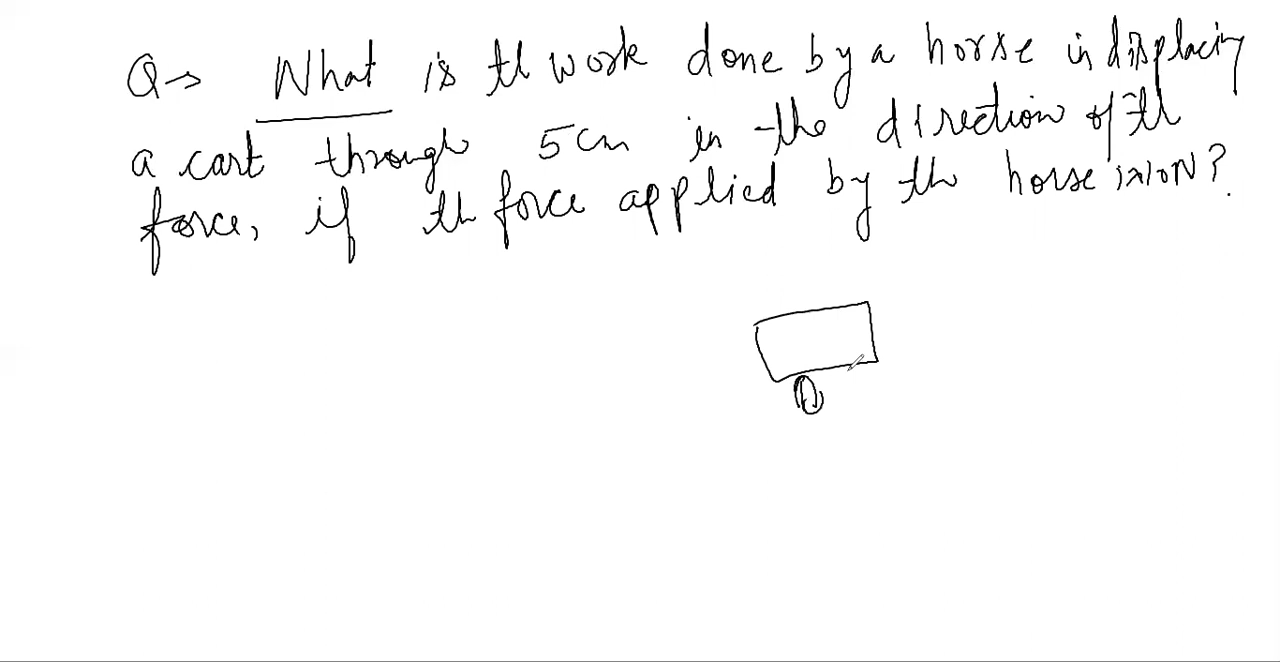 Q→ What is th work done by a horse in displacing
a cart through 5cm in the direction of th
force, if th force applied by the horse is 10N?